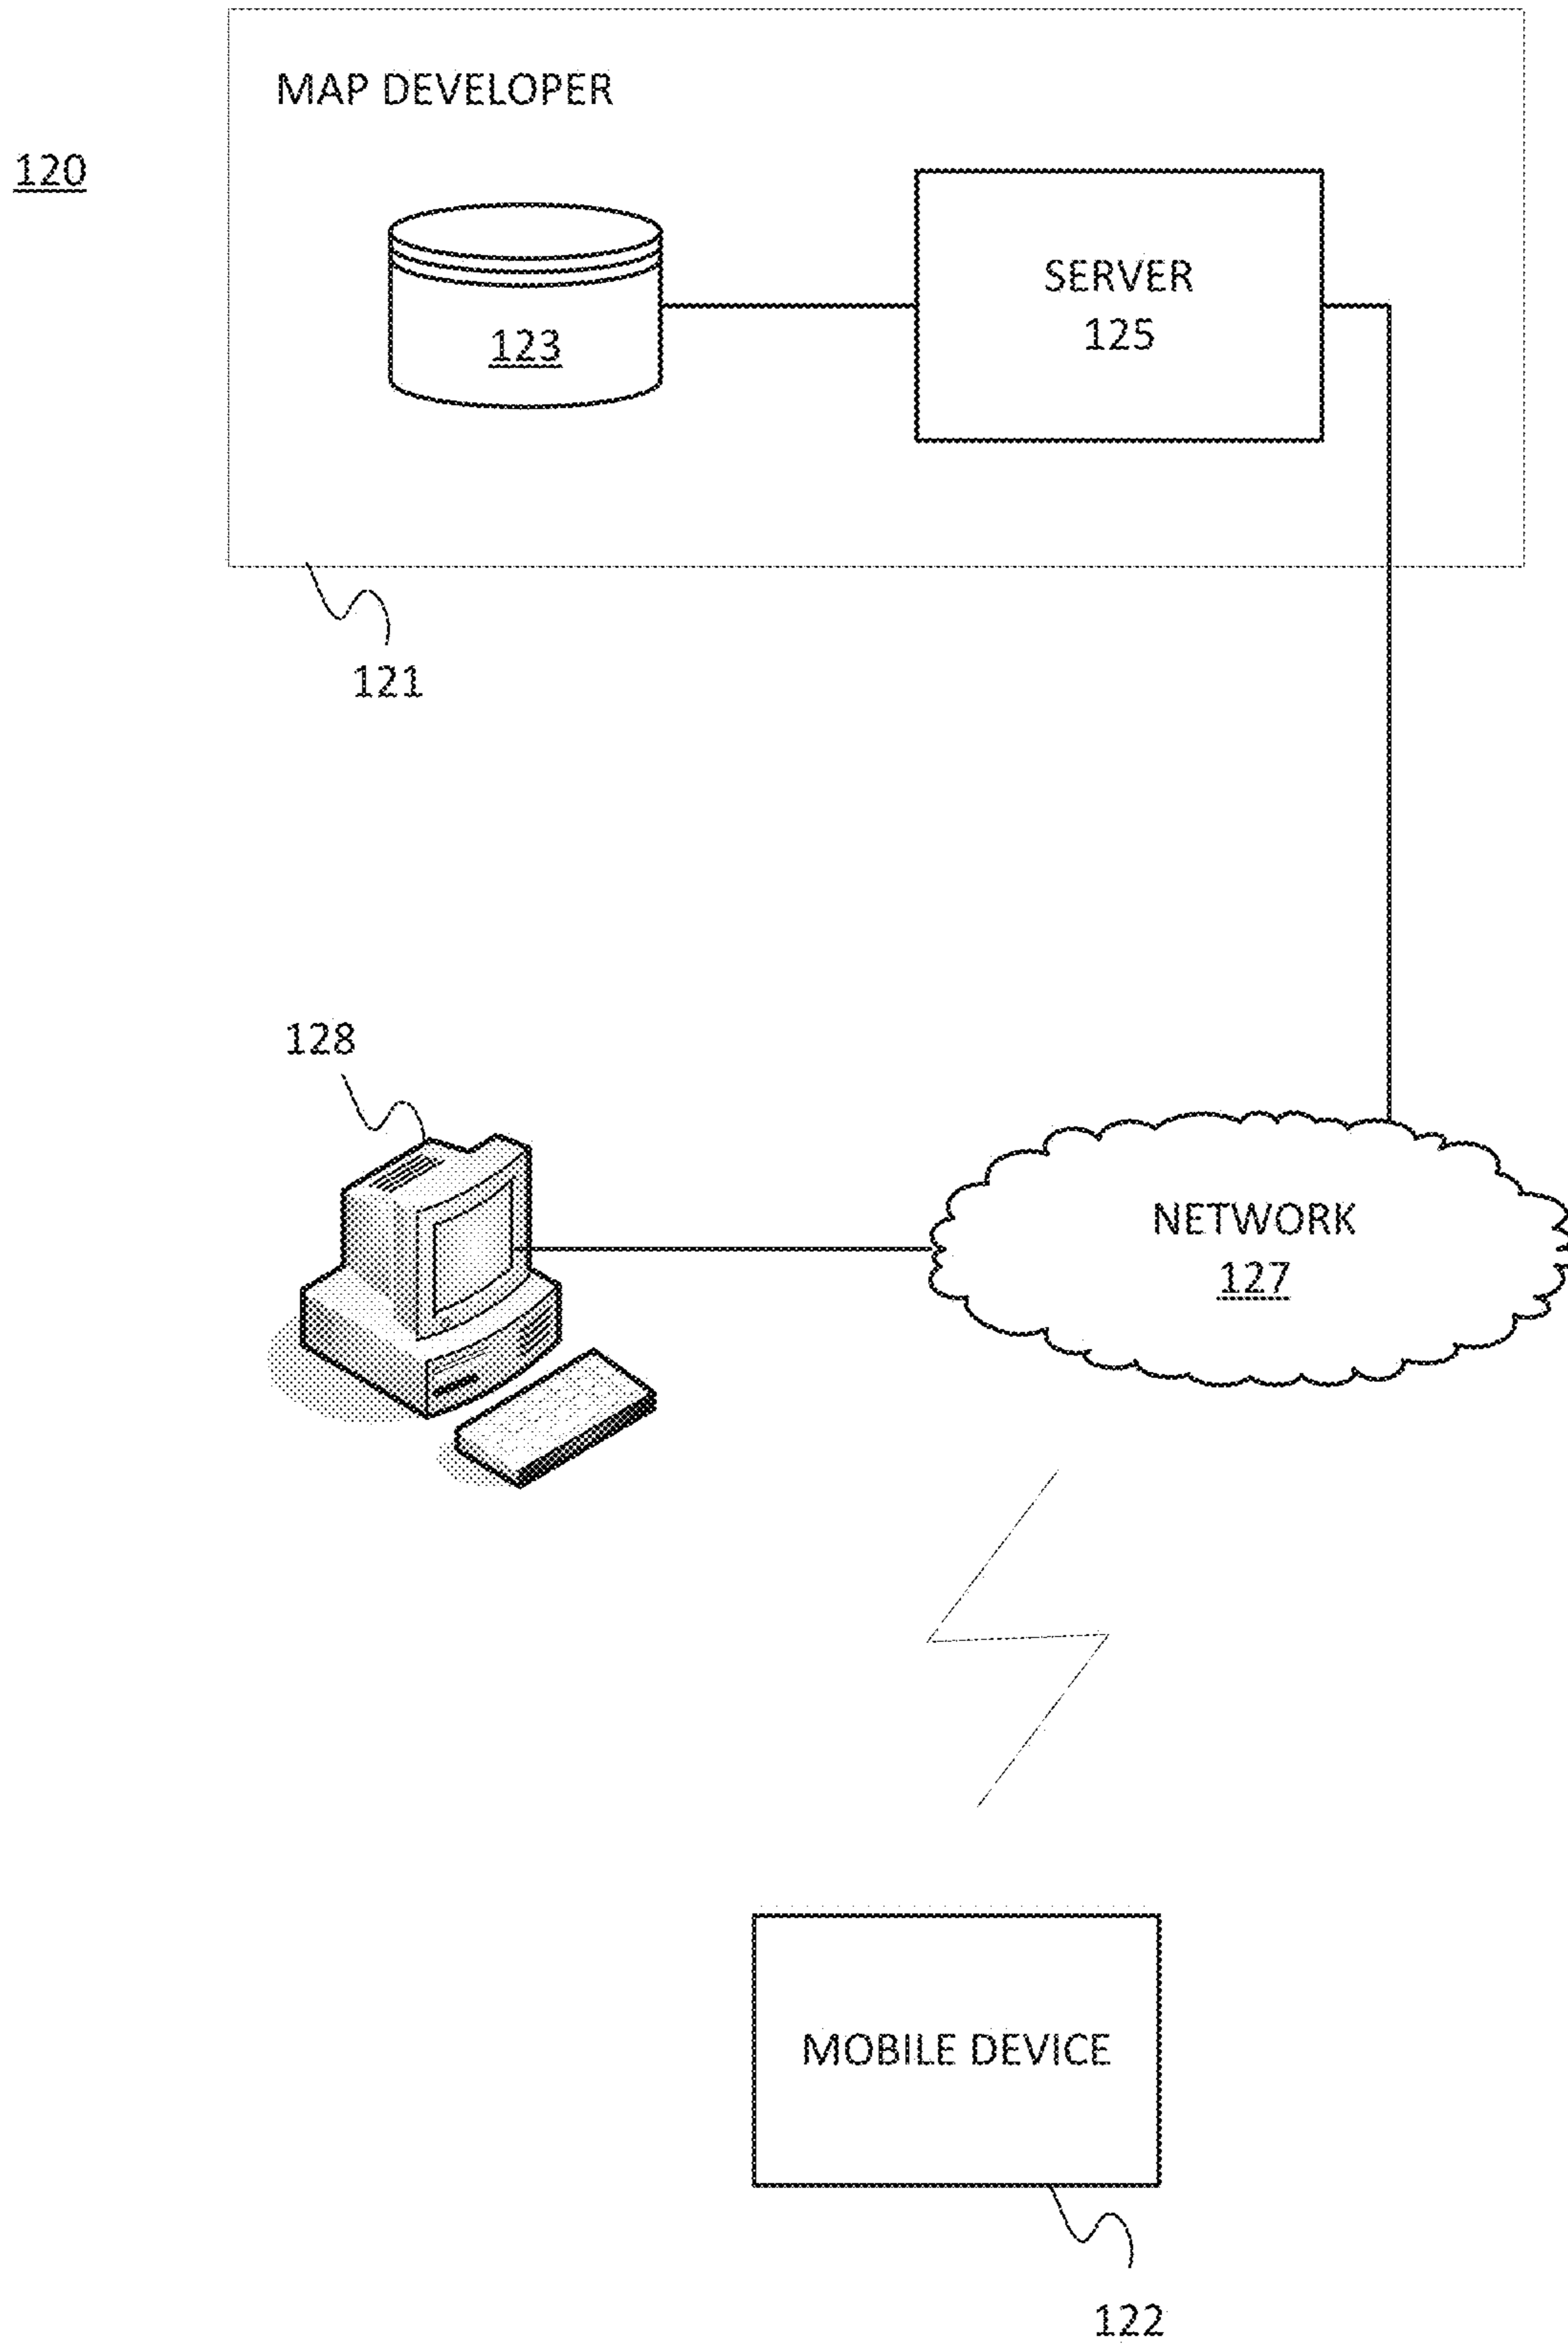 MAP DEVELOPER
120
SERVER
125
123
121
128
NETWORK
127
MOBILE DEVICE
122